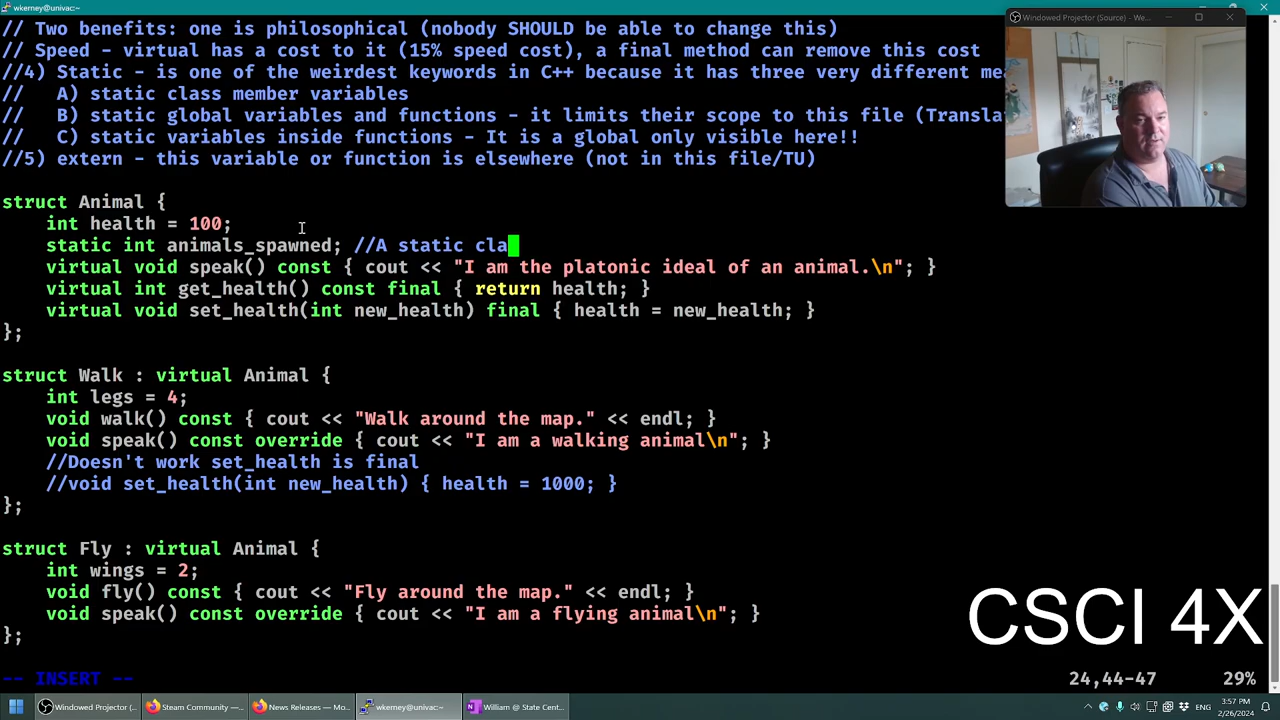 wkerney@univac:~
// Two benefits: one is philosophical (nobody SHOULD be able to change this)
// Speed - virtual has a cost to it (15% speed cost), a final method can remove this cost
//4) Static - is one of the weirdest keywords in C++ because it has three very different mea
//   A) static class member variables
//   B) static global variables and functions - it limits their scope to this file (Translat
//   C) static variables inside functions - It is a global only visible here!!
//5) extern - this variable or function is elsewhere (not in this file/TU)
Windowed Projector (Source) - We...
struct Animal {
    int health = 100;
    static int animals_spawned; //A static cla
    virtual void speak() const { cout << "I am the platonic ideal of an animal.\n"; }
    virtual int get_health() const final { return health; }
    virtual void set_health(int new_health) final { health = new_health; }
};
struct Walk : virtual Animal {
    int legs = 4;
    void walk() const { cout << "Walk around the map." << endl; }
    void speak() const override { cout << "I am a walking animal\n"; }
    //Doesn't work set_health is final
    //void set_health(int new_health) { health = 1000; }
};
struct Fly : virtual Animal {
    int wings = 2;
    void fly() const { cout << "Fly around the map." << endl; }
    void speak() const override { cout << "I am a flying animal\n"; }
};
CSCI 4X
-- INSERT --
24,44-47
29%
Windowed Projector (...
Steam Community —...
News Releases — Mo...
wkerney@univac:~
William @ State Cent...
3:57 PM
2/26/2024